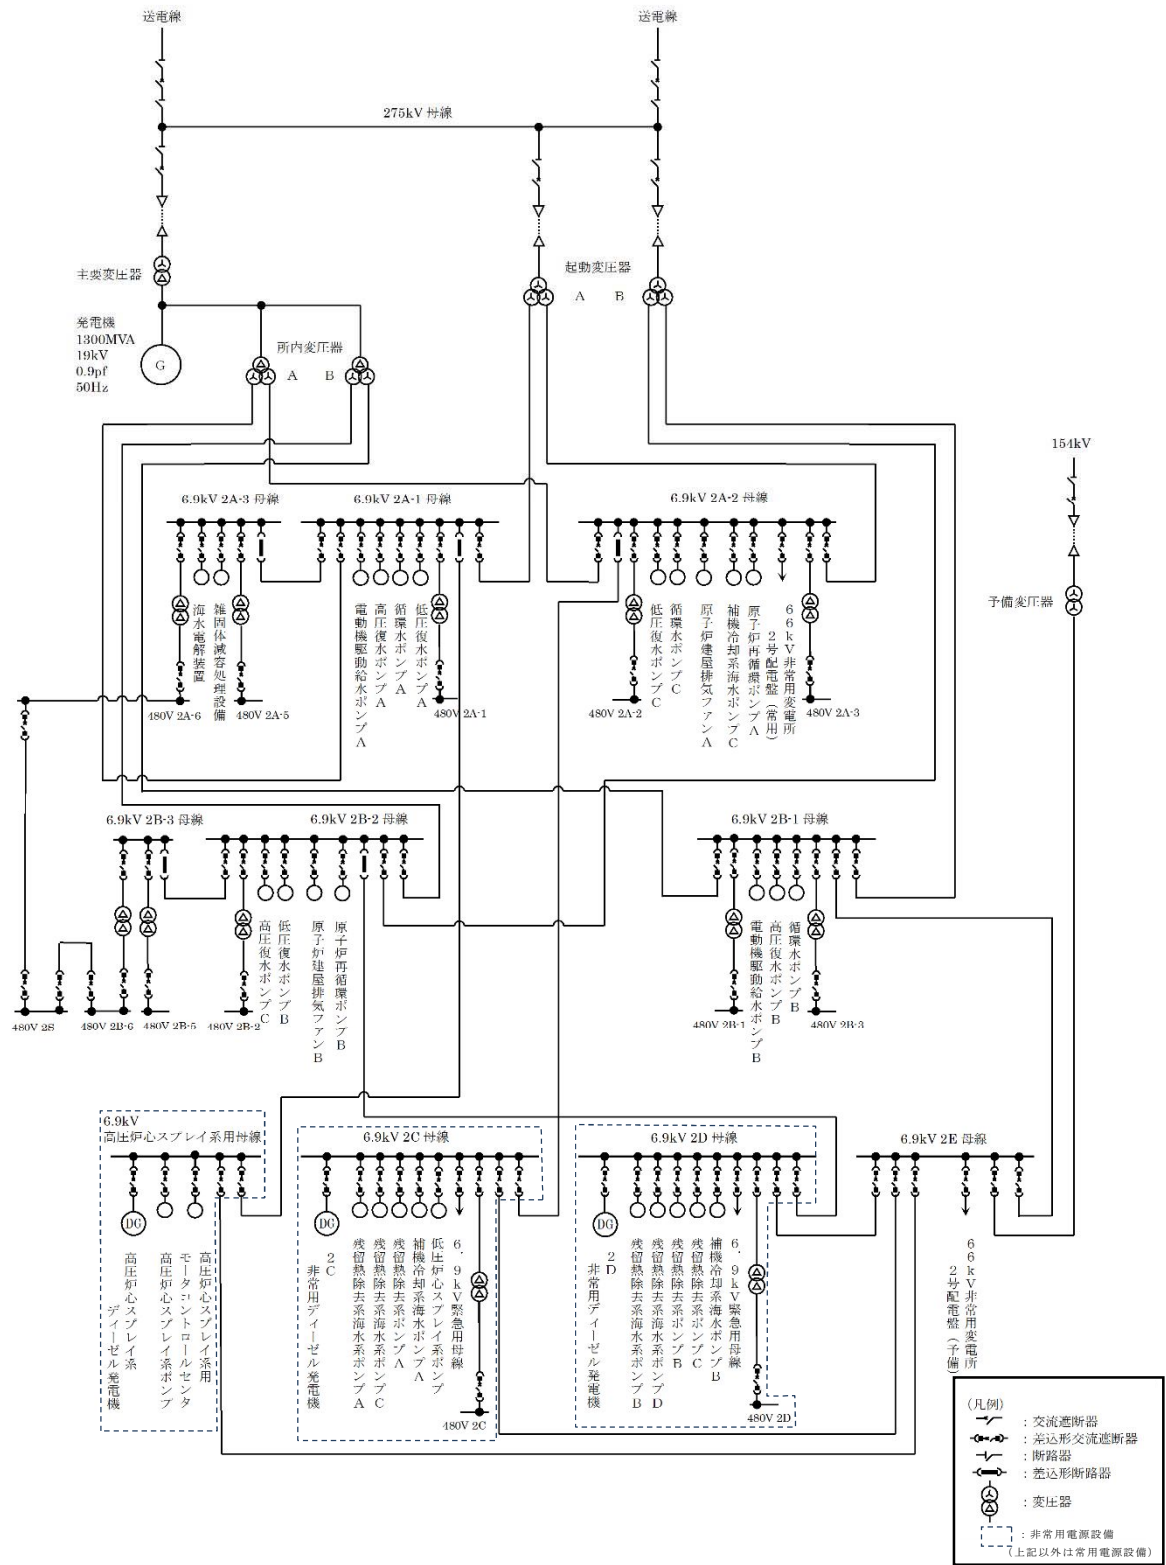 送電線
送電線
275kV 母線
主要変圧器
起動変圧器
A
B
発電機
1300MVA
19kV
0.9pf
50Hz
G
所内変圧器
A
B
154kV
予備変圧器
6.9kV 2A-3 母線
6.9kV 2A-1 母線
6.9kV 2A-2 母線
海水電解装置
雑固体減容処理設備
電動機駆動給水ポンプA
高圧復水ポンプA
循環水ポンプA
低圧復水ポンプA
低圧復水ポンプC
循環水ポンプC
原子炉建屋排気ファンA
補機冷却系海水ポンプC
原子炉再循環ポンプA
66kV非常用変電所
2号配電盤(常用)
480V 2A-6
480V 2A-5
480V 2A-1
480V 2A-2
480V 2A-3
6.9kV 2B-3 母線
6.9kV 2B-2 母線
6.9kV 2B-1 母線
高圧復水ポンプC
低圧復水ポンプB
原子炉建屋排気ファンB
原子炉再循環ポンプB
電動機駆動給水ポンプB
高圧復水ポンプB
循環水ポンプB
480V 2S
480V 2B-6
480V 2B-5
480V 2B-2
480V 2B-1
480V 2B-3
6.9kV
高圧炉心スプレイ系用母線
6.9kV 2C 母線
6.9kV 2D 母線
6.9kV 2E 母線
DG
DG
DG
高圧炉心スプレイ系
ディーゼル発電機
高圧炉心スプレイ系ポンプ
高圧炉心スプレイ系用
モータコントロールセンタ
2C
非常用ディーゼル発電機
残留熱除去系海水系ポンプA
残留熱除去系海水系ポンプC
残留熱除去系ポンプA
補機冷却系海水ポンプA
低圧炉心スプレイ系ポンプ
6.9kV緊急用母線
480V 2C
2D
非常用ディーゼル発電機
残留熱除去系海水系ポンプB
残留熱除去系海水系ポンプD
残留熱除去系ポンプB
残留熱除去系ポンプC
補機冷却系海水ポンプB
6.9kV緊急用母線
480V 2D
66kV非常用変電所
2号配電盤(予備)
(凡例)
:交流遮断器
:差込形交流遮断器
:断路器
:差込形断路器
:変圧器
:非常用電源設備
(上記以外は常用電源設備)